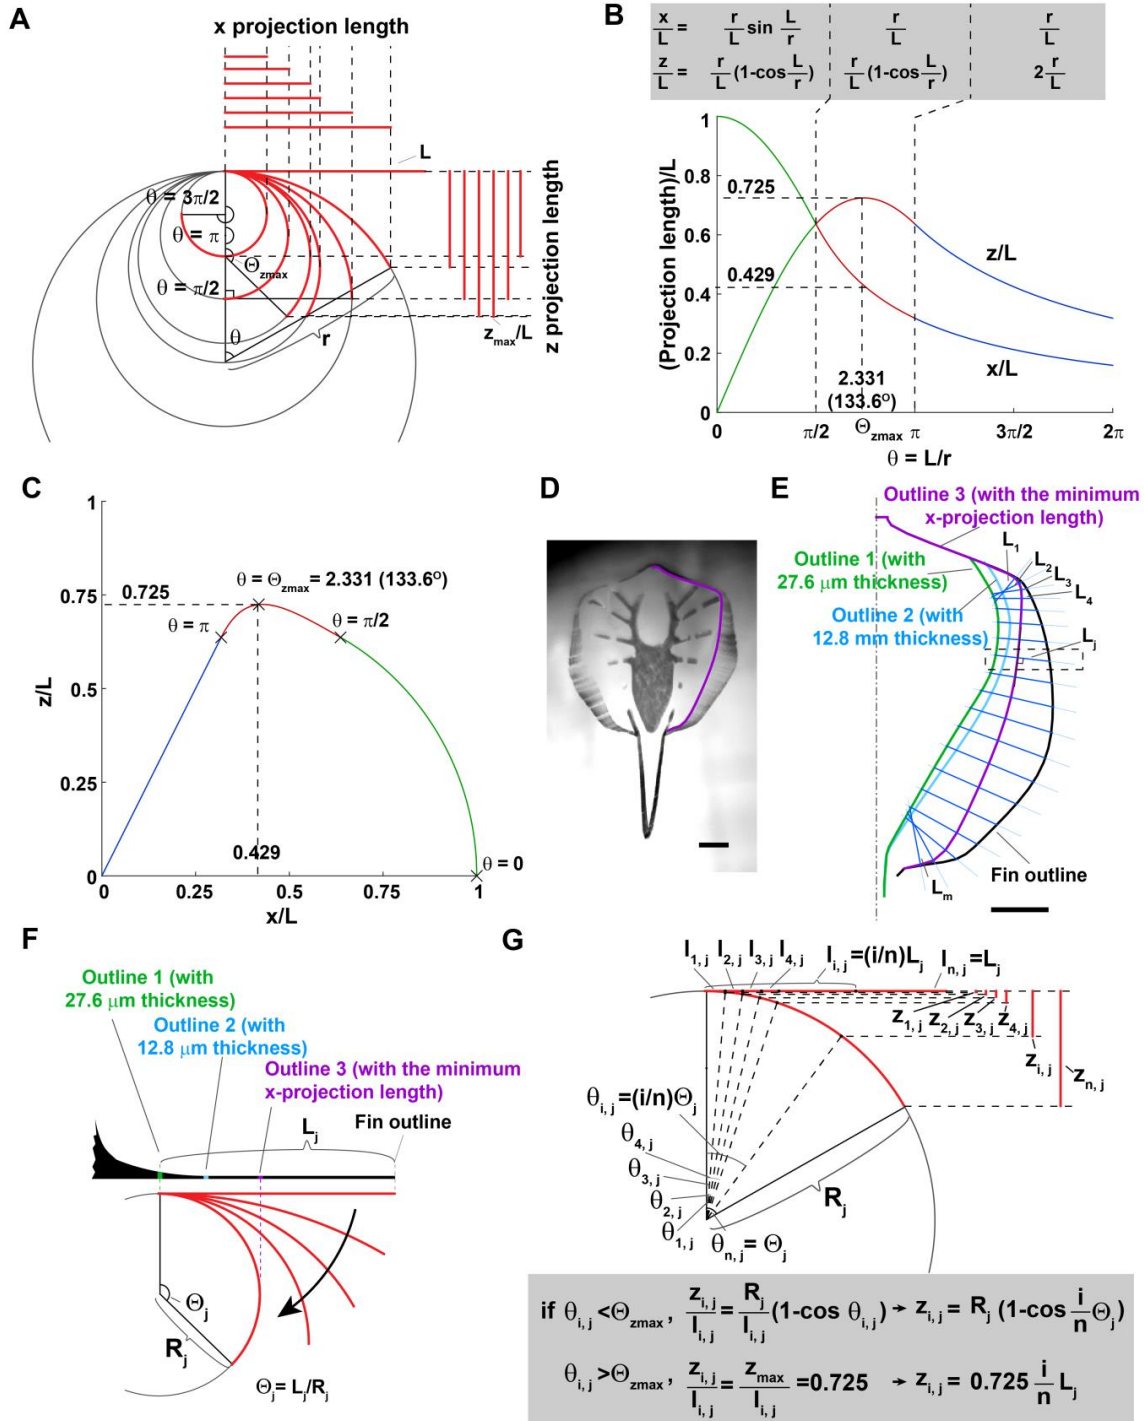 A
x projection length
L
θ = 3π/2
θ = π
Θzmax
θ = π/2
θ
r
zmax/L
z projection length
B
x/L = r/L sin L/r   r/L   r/L
z/L = r/L (1-cos L/r)   r/L (1-cos L/r)   2 r/L
(Projection length)/L
1
0.8
0.6
0.4
0.2
0
0.725
0.429
z/L
x/L
2.331
(133.6°)
0 π/2 Θzmax π 3π/2 2π
θ = L/r
C
z/L
1
0.75
0.5
0.25
0
0.725
θ = Θzmax = 2.331 (133.6°)
θ = π
θ = π/2
0.429
θ = 0
0 0.25 0.5 0.75 1
x/L
D
E
Outline 3 (with the minimum
x-projection length)
Outline 1 (with
27.6 μm thickness)
Outline 2 (with
12.8 mm thickness)
L1
L2
L3
L4
Lj
Lm
Fin outline
F
Outline 1 (with
27.6 μm thickness)
Outline 2 (with
12.8 μm thickness)
Outline 3 (with the minimum
x-projection length)
Lj
Fin outline
Θj
Rj
Θj= Lj/Rj
G
l1, j l2, j l3, j l4, j li, j=(i/n)Lj ln, j=Lj
z1, j z2, j z3, j z4, j
zi, j
zn, j
θi, j=(i/n)Θj
θ4, j
θ3, j
θ2, j
θ1, j
θn, j= Θj
Rj
if θi, j<Θzmax, zi, j/li, j = Rj/li, j (1-cos θi, j) → zi, j = Rj (1-cos i/n Θj)
θi, j>Θzmax, zi, j/li, j = zmax/li, j =0.725 → zi, j = 0.725 i/n Lj